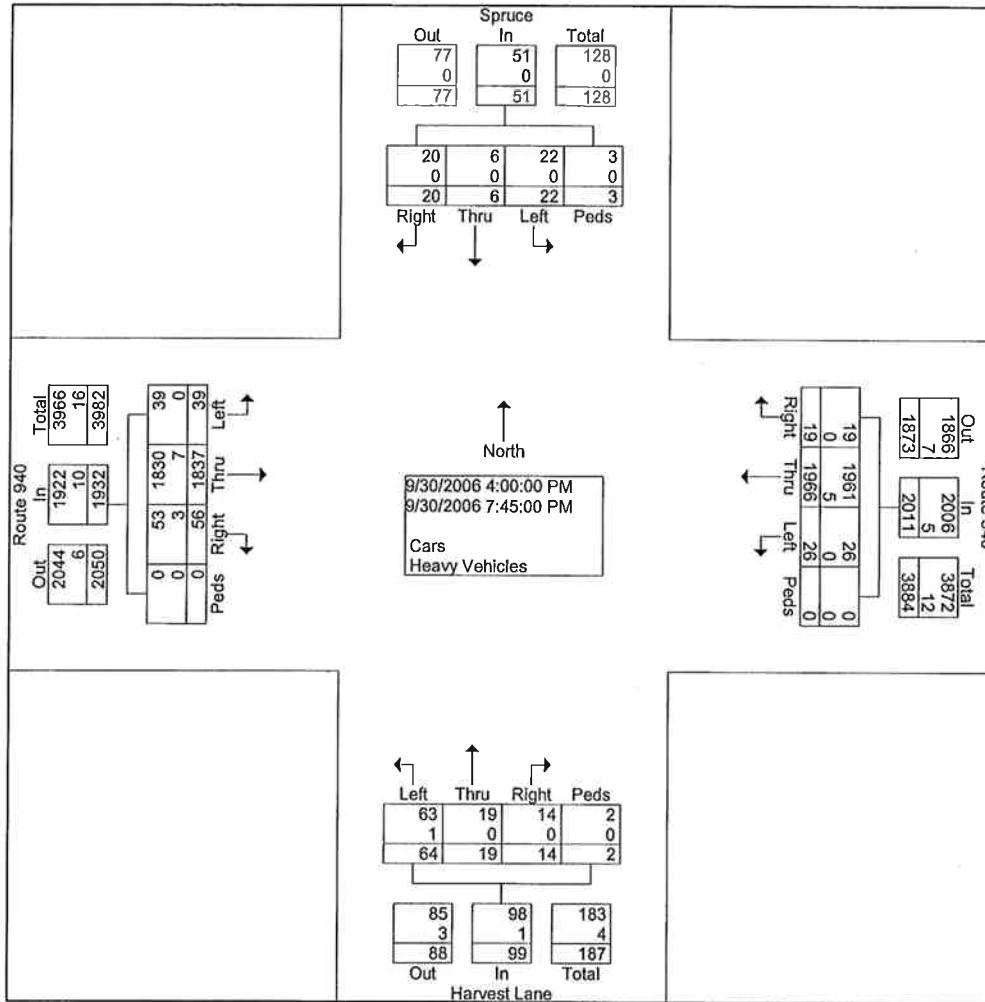 Spruce
Out In Total
77 51 128
0 0 0
77 51 128
20 6 22 3
0 0 0 0
20 6 22 3
Right Thru Left Peds
Route 940
Total In Out
3966 1922 2044
16 10 6
3982 1932 2050
39 1830 53 0
0 7 3 0
39 1837 56 0
Left Thru Right Peds
North
9/30/2006 4:00:00 PM
9/30/2006 7:45:00 PM
Cars
Heavy Vehicles
Out In Total
1866 2006 3872
7 5 12
1873 2011 3884
19 1961 26 0
0 5 0 0
19 1966 26 0
Right Thru Left Peds
Left Thru Right Peds
63 19 14 2
1 0 0 0
64 19 14 2
85 98 183
3 1 4
88 99 187
Out In Total
Harvest Lane